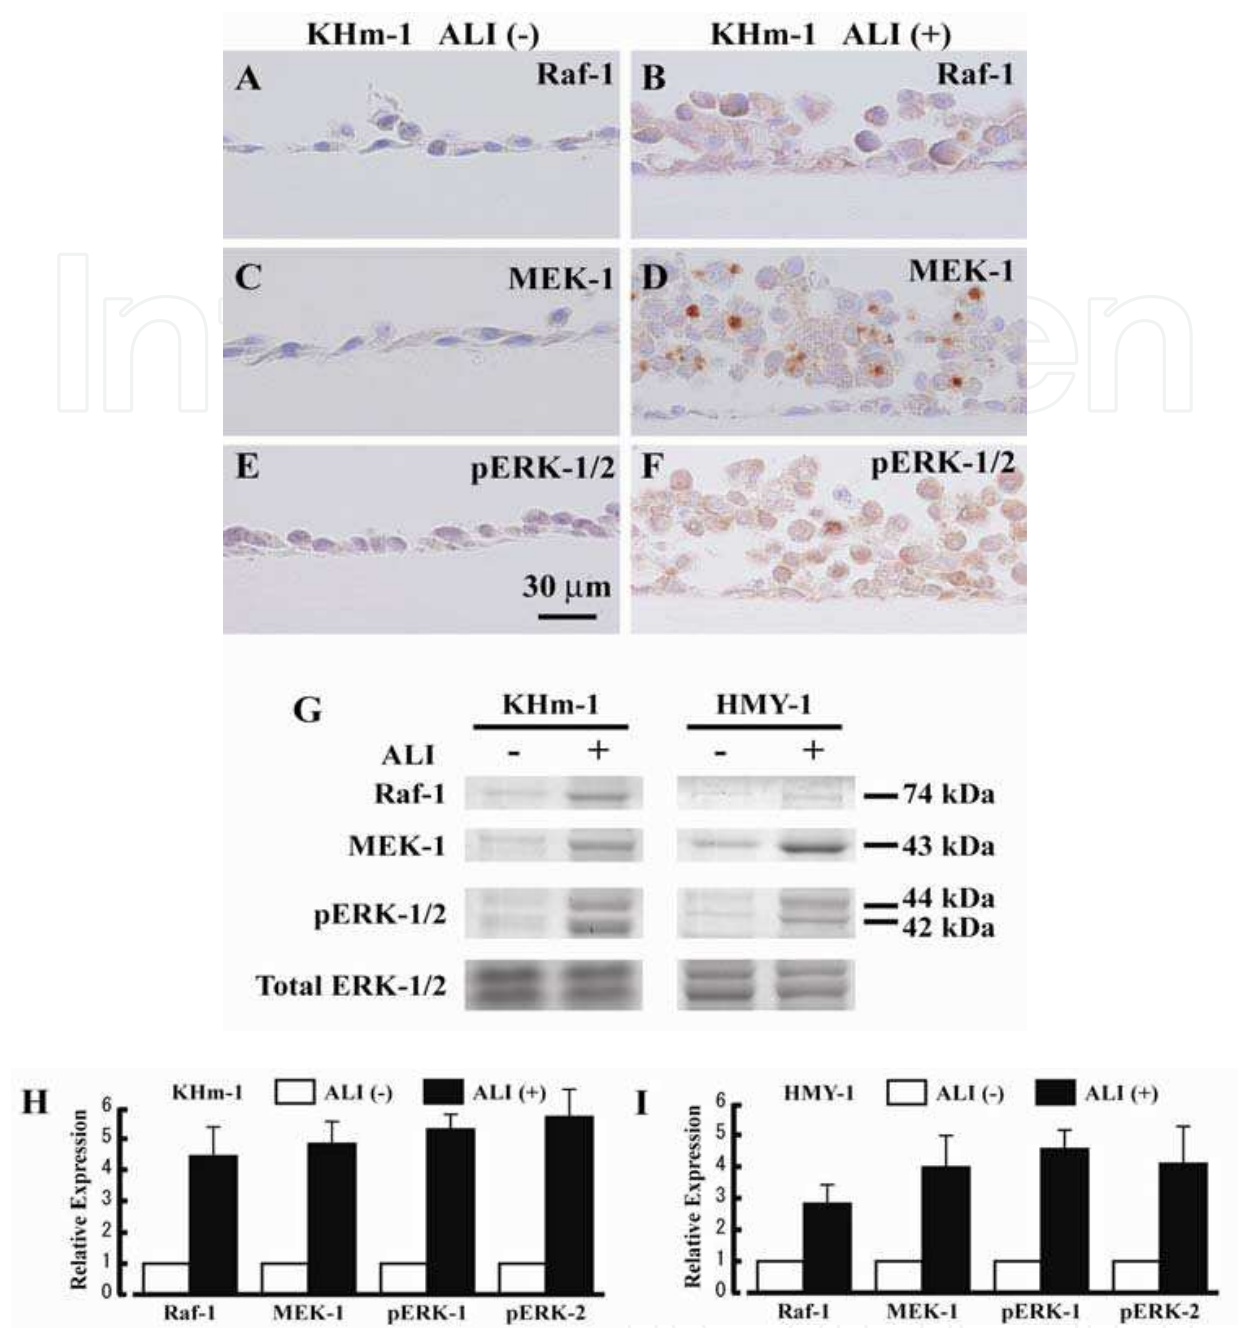 KHm-1 ALI (-) KHm-1 ALI (+)
A Raf-1 B Raf-1
C MEK-1 D MEK-1
E pERK-1/2 F pERK-1/2
30 μm
G KHm-1 HMY-1
ALI - + - +
Raf-1 74 kDa
MEK-1 43 kDa
44 kDa
pERK-1/2
42 kDa
Total ERK-1/2
H KHm-1 ALI (-) ALI (+)
Relative Expression
6
5
4
3
2
1
0
Raf-1 MEK-1 pERK-1 pERK-2
I HMY-1 ALI (-) ALI (+)
Relative Expression
6
5
4
3
2
1
0
Raf-1 MEK-1 pERK-1 pERK-2